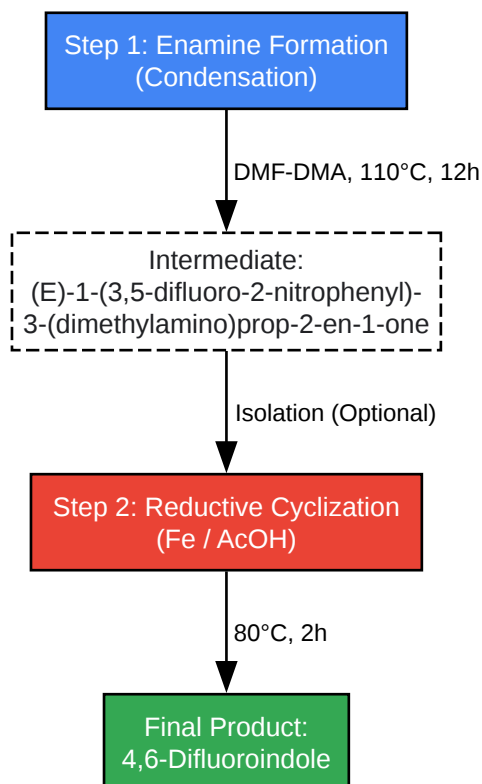 Step 1: Enamine Formation
(Condensation)
DMF-DMA, 110°C, 12h
Intermediate:
(E)-1-(3,5-difluoro-2-nitrophenyl)-
3-(dimethylamino)prop-2-en-1-one
Isolation (Optional)
Step 2: Reductive Cyclization
(Fe / AcOH)
80°C, 2h
Final Product:
4,6-Difluoroindole